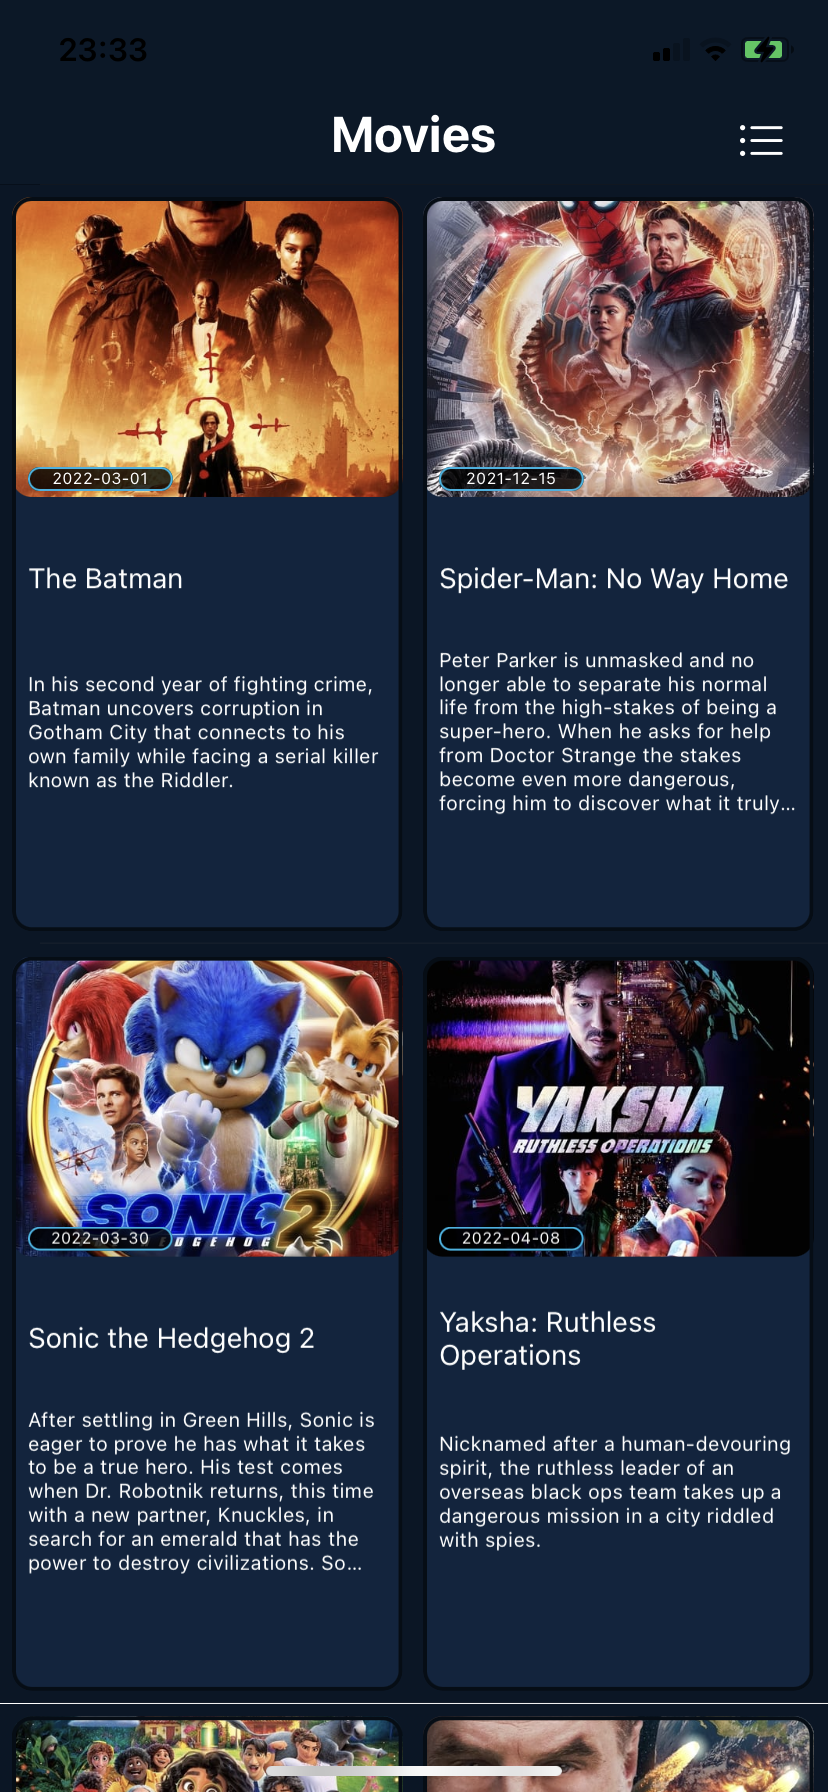 23:33
Movies
2022-03-01
The Batman
In his second year of fighting crime,
Batman uncovers corruption in
Gotham City that connects to his
own family while facing a serial killer
known as the Riddler.
2021-12-15
Spider-Man: No Way Home
Peter Parker is unmasked and no
longer able to separate his normal
life from the high-stakes of being a
super-hero. When he asks for help
from Doctor Strange the stakes
become even more dangerous,
forcing him to discover what it truly...
SONIC 2
2022-03-30
Sonic the Hedgehog 2
After settling in Green Hills, Sonic is
eager to prove he has what it takes
to be a true hero. His test comes
when Dr. Robotnik returns, this time
with a new partner, Knuckles, in
search for an emerald that has the
power to destroy civilizations. So...
YAKSHA
RUTHLESS OPERATIONS
2022-04-08
Yaksha: Ruthless
Operations
Nicknamed after a human-devouring
spirit, the ruthless leader of an
overseas black ops team takes up a
dangerous mission in a city riddled
with spies.